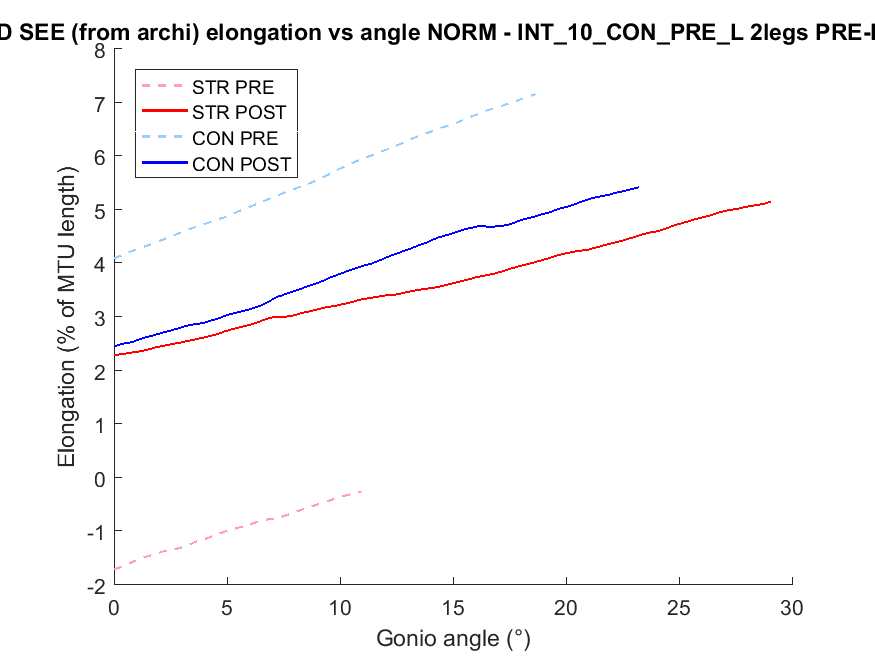 D SEE (from archi) elongation vs angle NORM - INT_10_CON_PRE_L 2legs PRE-
8
7
6
5
4
3
2
1
0
-1
-2
Elongation (% of MTU length)
STR PRE
STR POST
CON PRE
CON POST
0 5 10 15 20 25 30
Gonio angle (°)